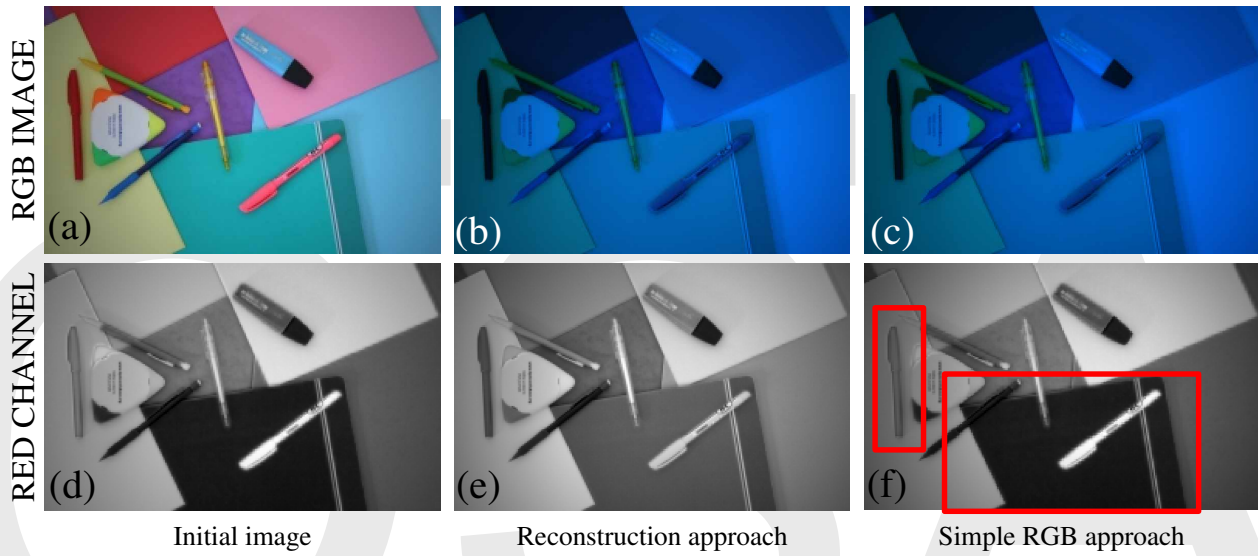 RGB IMAGE
(a)
(b)
(c)
RED CHANNEL
(d)
(e)
(f)
Initial image
Reconstruction approach
Simple RGB approach